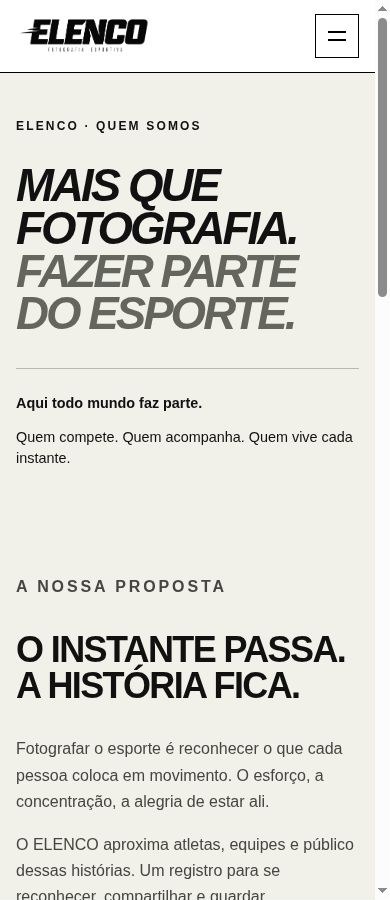 ELENCO
FOTOGRAFIA ESPORTIVA
ELENCO · QUEM SOMOS
MAIS QUE
FOTOGRAFIA.
FAZER PARTE
DO ESPORTE.
Aqui todo mundo faz parte.
Quem compete. Quem acompanha. Quem vive cada
instante.
A NOSSA PROPOSTA
O INSTANTE PASSA.
A HISTÓRIA FICA.
Fotografar o esporte é reconhecer o que cada
pessoa coloca em movimento. O esforço, a
concentração, a alegria de estar ali.
O ELENCO aproxima atletas, equipes e público
dessas histórias. Um registro para se
reconhecer, compartilhar e guardar.